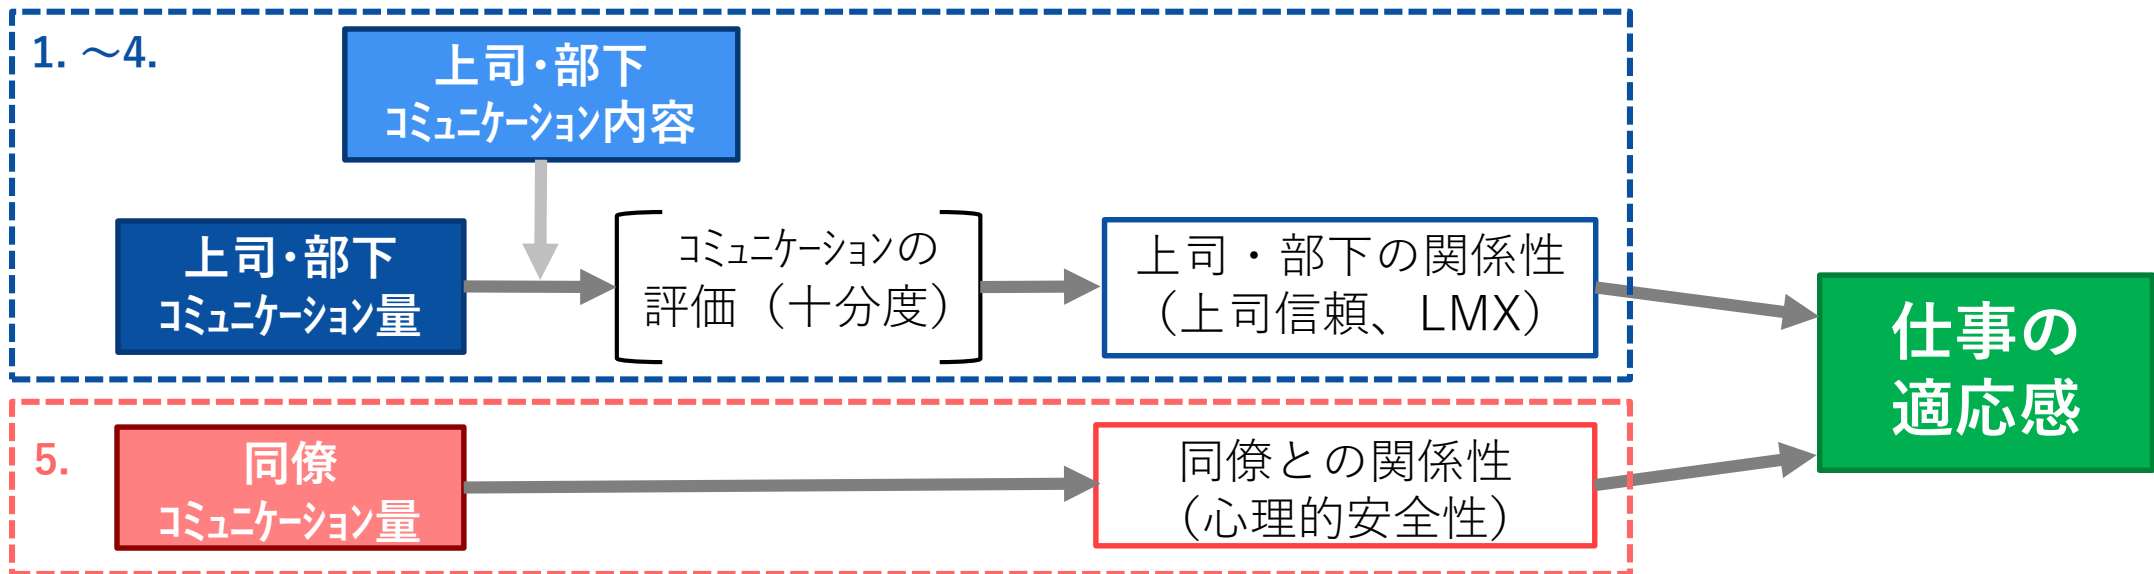 1. ～4.
上司･部下
ｺﾐｭﾆｹｰｼｮﾝ内容
上司･部下
ｺﾐｭﾆｹｰｼｮﾝ量
ｺﾐｭﾆｹｰｼｮﾝの
評価（十分度）
上司・部下の関係性
（上司信頼、LMX）
仕事の
適応感
5.
同僚
ｺﾐｭﾆｹｰｼｮﾝ量
同僚との関係性
（心理的安全性）